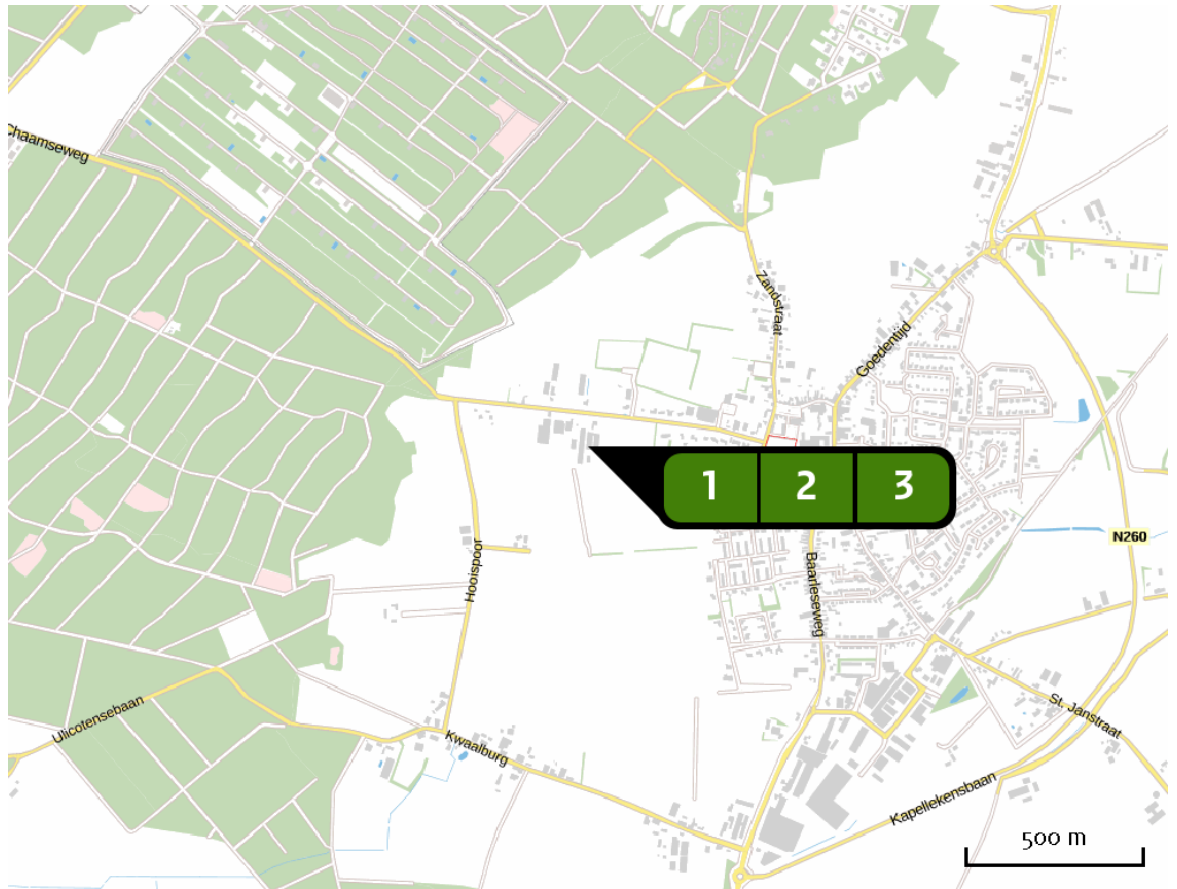 Chaamseweg
Zandstraat
Goedentijd
1 2 3
N260
Hooispoor
Baarleseweg
Ulicotensebaan
St. Janstraat
Kwaalburg
Kapellekensbaan
500 m